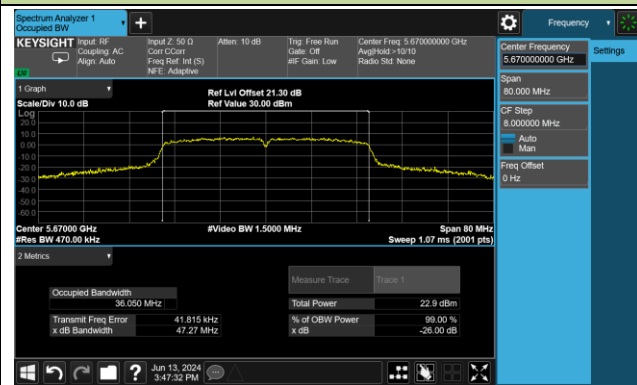 Spectrum Analyzer 1
Occupied BW
Frequency
KEYSIGHT
Input: RF
Coupling: AC
Align: Auto
Input Z: 50 Ω
Corr CCorr
Freq Ref: Int (S)
NFE: Adaptive
Atten: 10 dB
Trig: Free Run
Gate: Off
#IF Gain: Low
Center Freq: 5.670000000 GHz
Avg|Hold:>10/10
Radio Std: None
Center Frequency
5.670000000 GHz
Settings
Span
80.000 MHz
CF Step
8.000000 MHz
Auto
Man
Freq Offset
0 Hz
1 Graph
Scale/Div 10.0 dB
Ref Lvl Offset 21.30 dB
Ref Value 30.00 dBm
Log
20.0
10.0
0.00
-10.0
-20.0
-30.0
-40.0
-50.0
-60.0
Center 5.67000 GHz
#Res BW 470.00 kHz
#Video BW 1.5000 MHz
Span 80 MHz
Sweep 1.07 ms (2001 pts)
2 Metrics
Measure Trace Trace 1
Occupied Bandwidth
36.050 MHz
Total Power 22.9 dBm
Transmit Freq Error 41.815 kHz
% of OBW Power 99.00 %
x dB Bandwidth 47.27 MHz
x dB -26.00 dB
Jun 13, 2024
3:47:32 PM